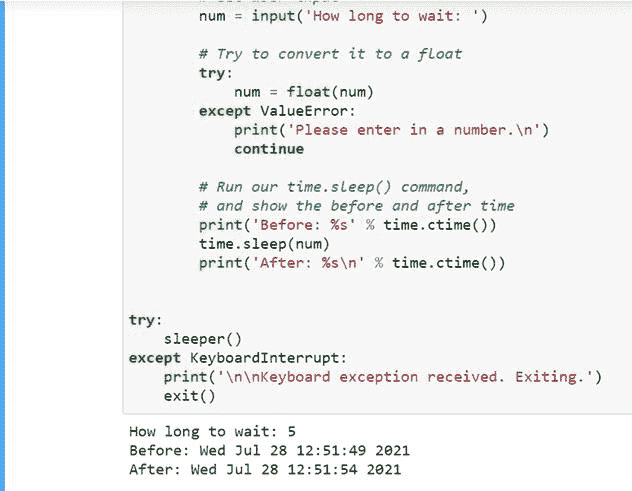 num = input('How long to wait: ')
# Try to convert it to a float
try:
num = float(num)
except ValueError:
print('Please enter in a number.\n')
continue
# Run our time.sleep() command,
# and show the before and after time
print('Before: %s' % time.ctime())
time.sleep(num)
print('After: %s\n' % time.ctime())
try:
sleeper()
except KeyboardInterrupt:
print('\n\nKeyboard exception received. Exiting.')
exit()
How long to wait: 5
Before: Wed Jul 28 12:51:49 2021
After: Wed Jul 28 12:51:54 2021